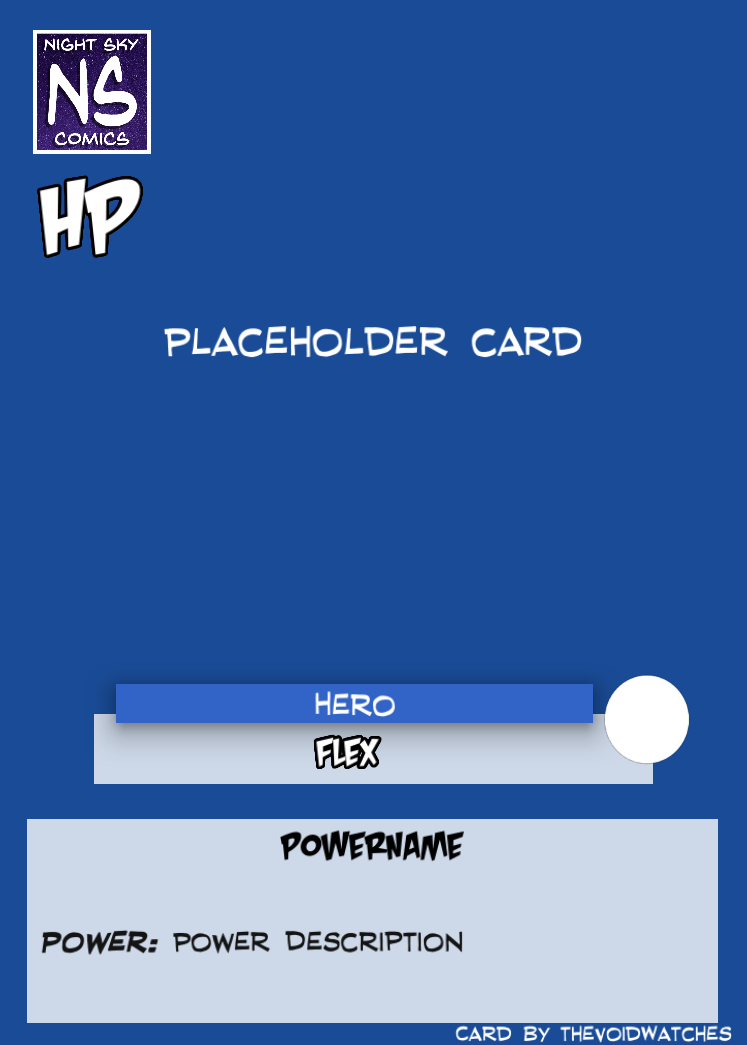 NIGHT SKY
NS
COMICS
HP
PLACEHOLDER CARD
HERO
FLEX
POWERNAME
POWER: POWER DESCRIPTION
CARD BY THEVOIDWATCHES